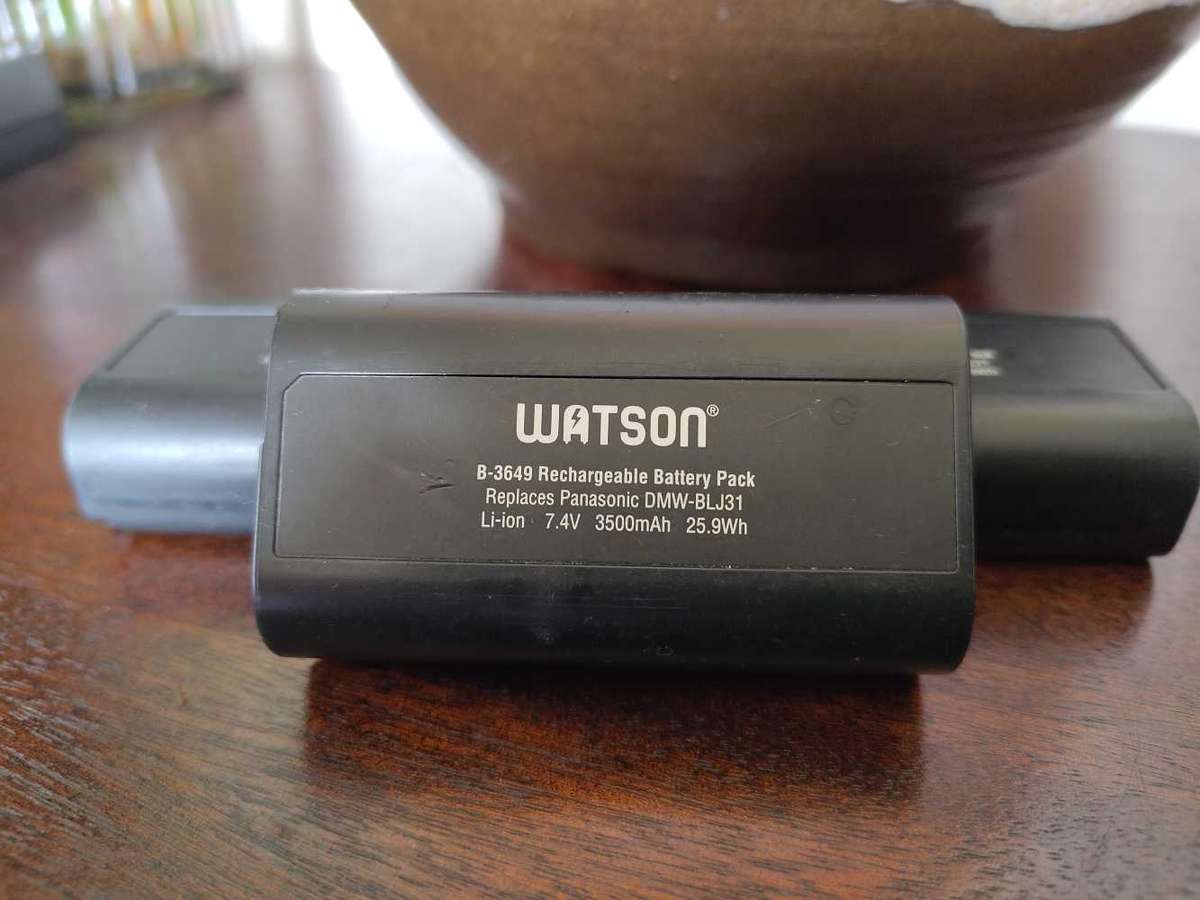 WATSON®
B-3649 Rechargeable Battery Pack
Replaces Panasonic DMW-BLJ31
Li-ion 7.4V 3500mAh 25.9Wh